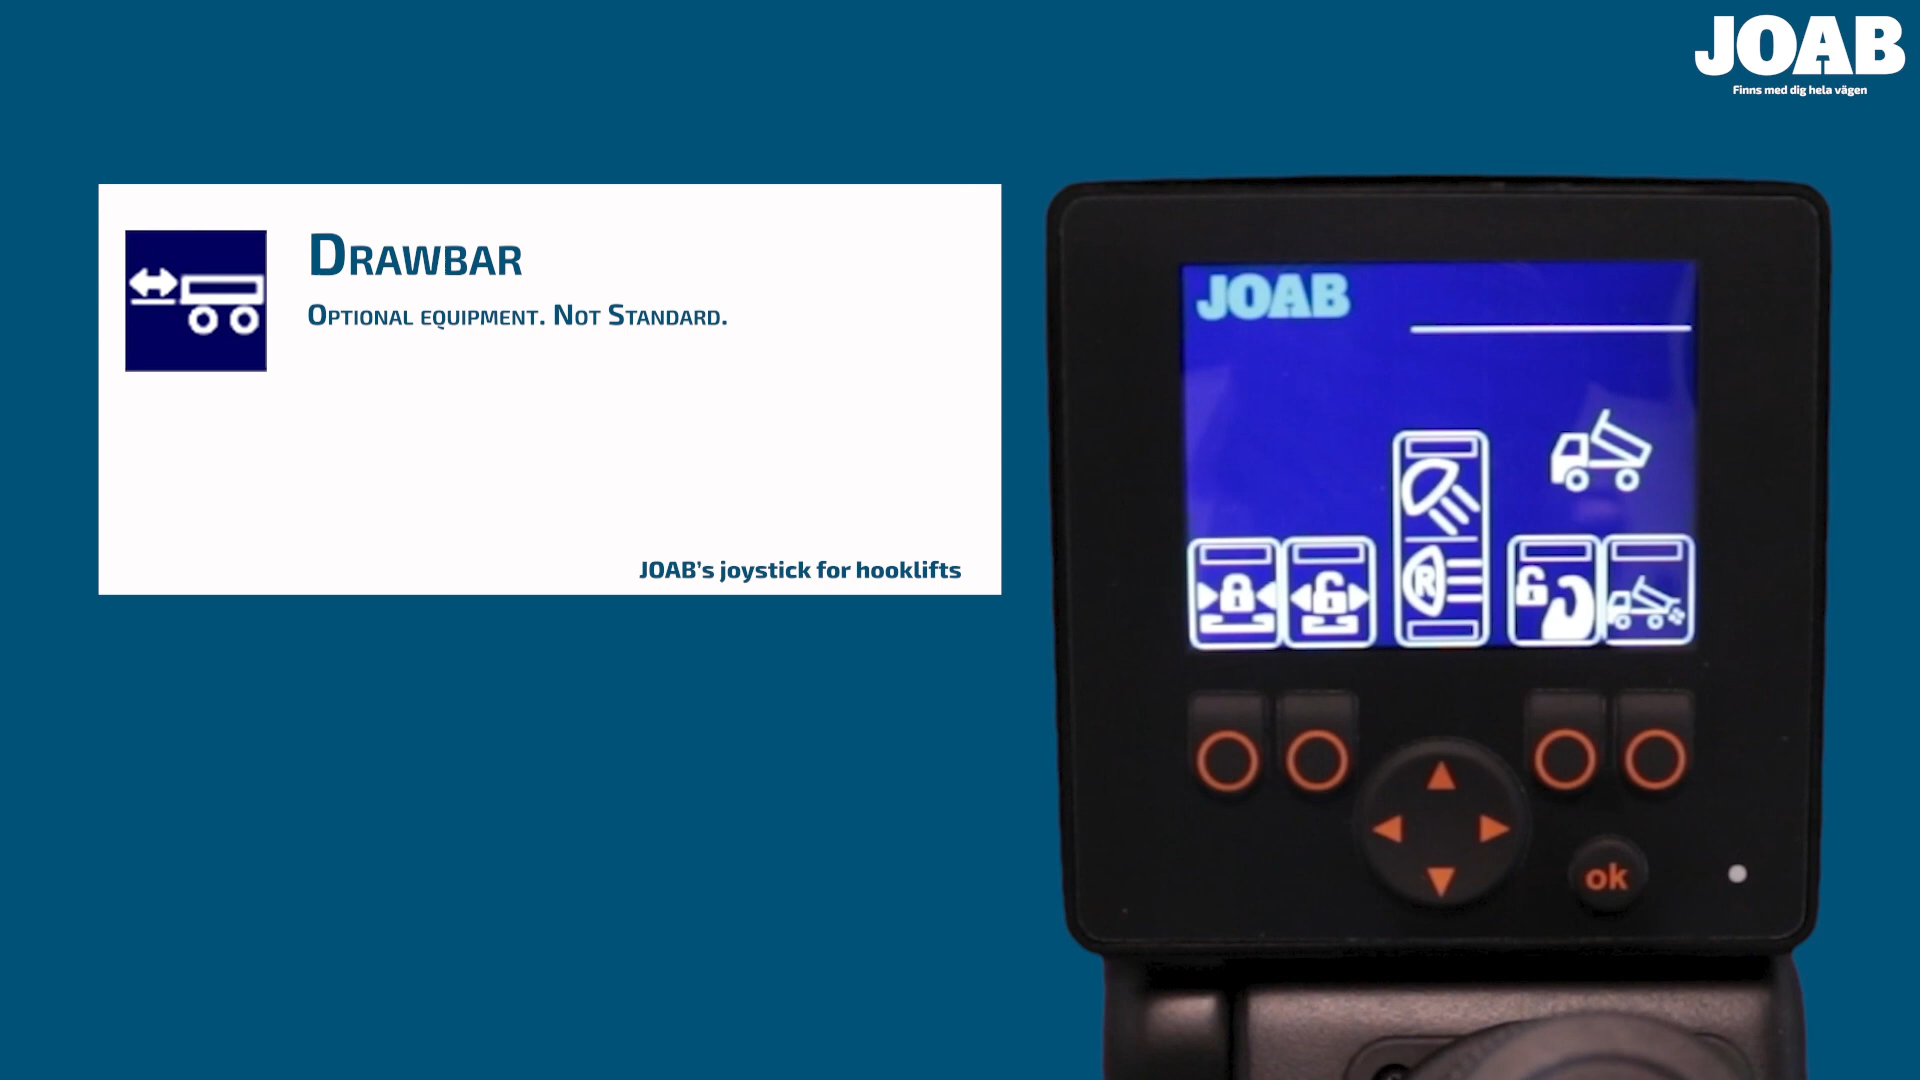 JOAB
Finns med dig hela vägen
Drawbar
Optional equipment. Not Standard.
JOAB's joystick for hooklifts
JOAB
R
ok